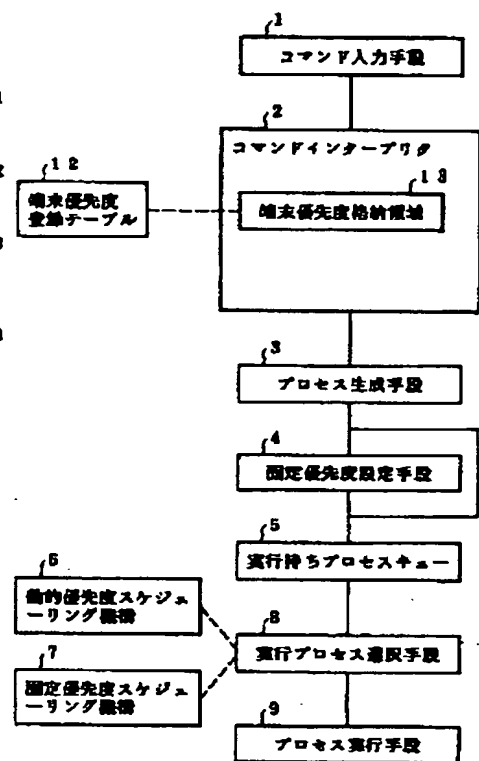 1
コマンド入力手段
2
コマンドインタープリタ
12
端末優先度
登録テーブル
13
端末優先度格納領域
3
プロセス生成手段
4
固定優先度設定手段
5
実行待ちプロセスキュー
6
動的優先度スケジュ
ーリング機構
7
固定優先度スケジュ
ーリング機構
8
実行プロセス選択手段
9
プロセス実行手段